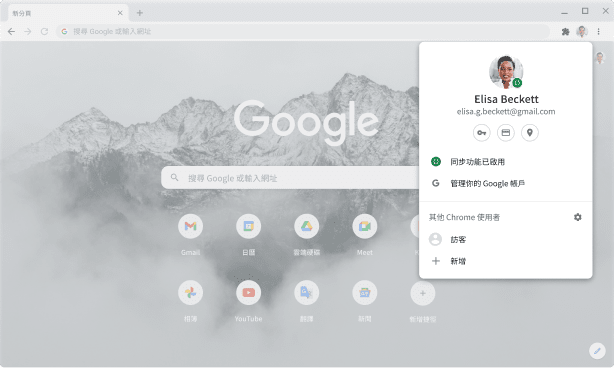 新分頁
搜尋 Google 或輸入網址
Google
搜尋 Google 或輸入網址
Gmail
日曆
雲端硬碟
Meet
相簿
YouTube
翻譯
新聞
新增捷徑
Elisa Beckett
elisa.g.beckett@gmail.com
同步功能已啟用
管理你的 Google 帳戶
其他 Chrome 使用者
訪客
新增